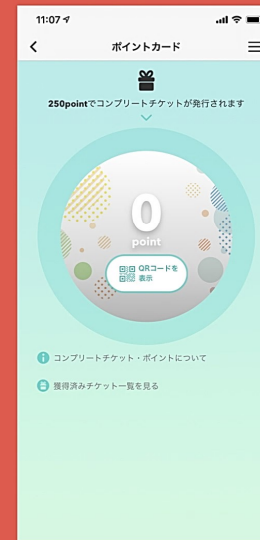 11:07
ポイントカード
250pointでコンプリートチケットが発行されます
0
point
QRコードを
表示
コンプリートチケット・ポイントについて
獲得済みチケット一覧を見る